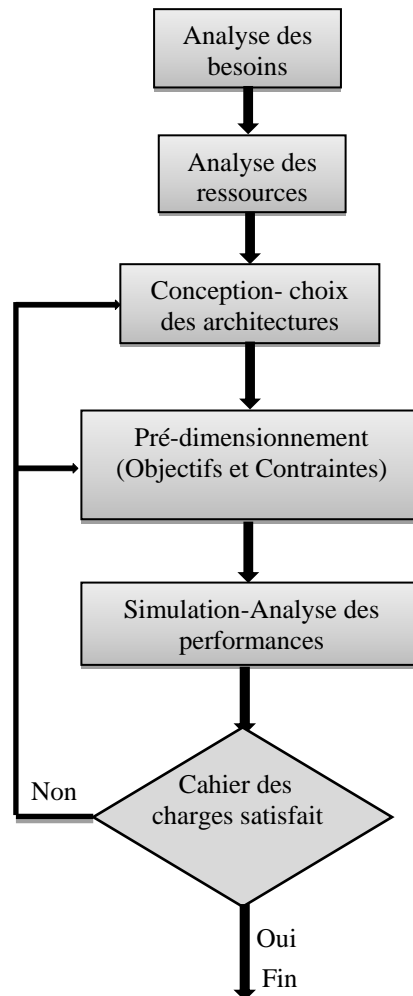 Analyse des
besoins
Analyse des
ressources
Conception- choix
des architectures
Pré-dimensionnement
(Objectifs et Contraintes)
Simulation-Analyse des
performances
Cahier des
charges satisfait
Non
Oui
Fin